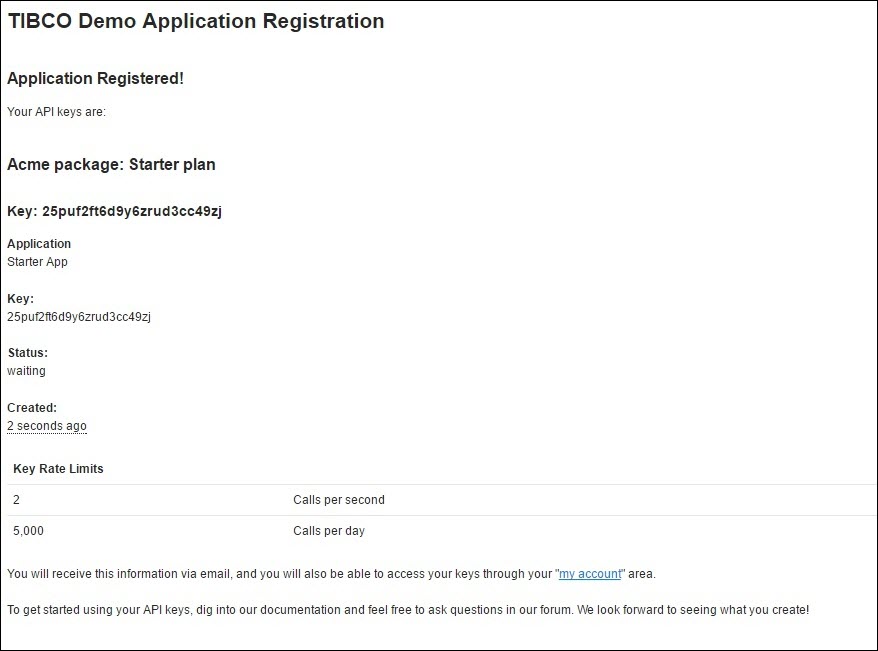 TIBCO Demo Application Registration
Application Registered!
Your API keys are:
Acme package: Starter plan
Key: 25puf2ft6d9y6zrud3cc49zj
Application
Starter App
Key:
25puf2ft6d9y6zrud3cc49zj
Status:
waiting
Created:
2 seconds ago
Key Rate Limits
2 Calls per second
5,000 Calls per day
You will receive this information via email, and you will also be able to access your keys through your "my account" area.
To get started using your API keys, dig into our documentation and feel free to ask questions in our forum. We look forward to seeing what you create!